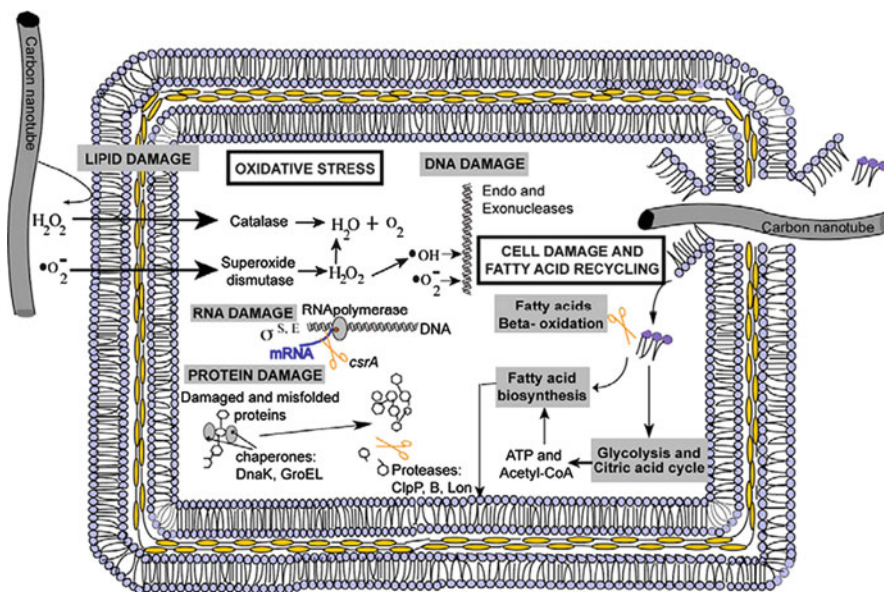 Carbon nanotube
LIPID DAMAGE
OXIDATIVE STRESS
DNA DAMAGE
Endo and
Exonucleases
H₂O₂
Catalase
H₂O + O₂
•O₂⁻
Superoxide
dismutase
H₂O₂
•OH
•O₂⁻
CELL DAMAGE AND
FATTY ACID RECYCLING
Carbon nanotube
RNA DAMAGE
RNApolymerase
σ S, E
DNA
mRNA
csrA
Fatty acids
Beta- oxidation
PROTEIN DAMAGE
Damaged and misfolded
proteins
chaperones:
DnaK, GroEL
Proteases:
ClpP, B, Lon
Fatty acid
biosynthesis
ATP and
Acetyl-CoA
Glycolysis and
Citric acid cycle